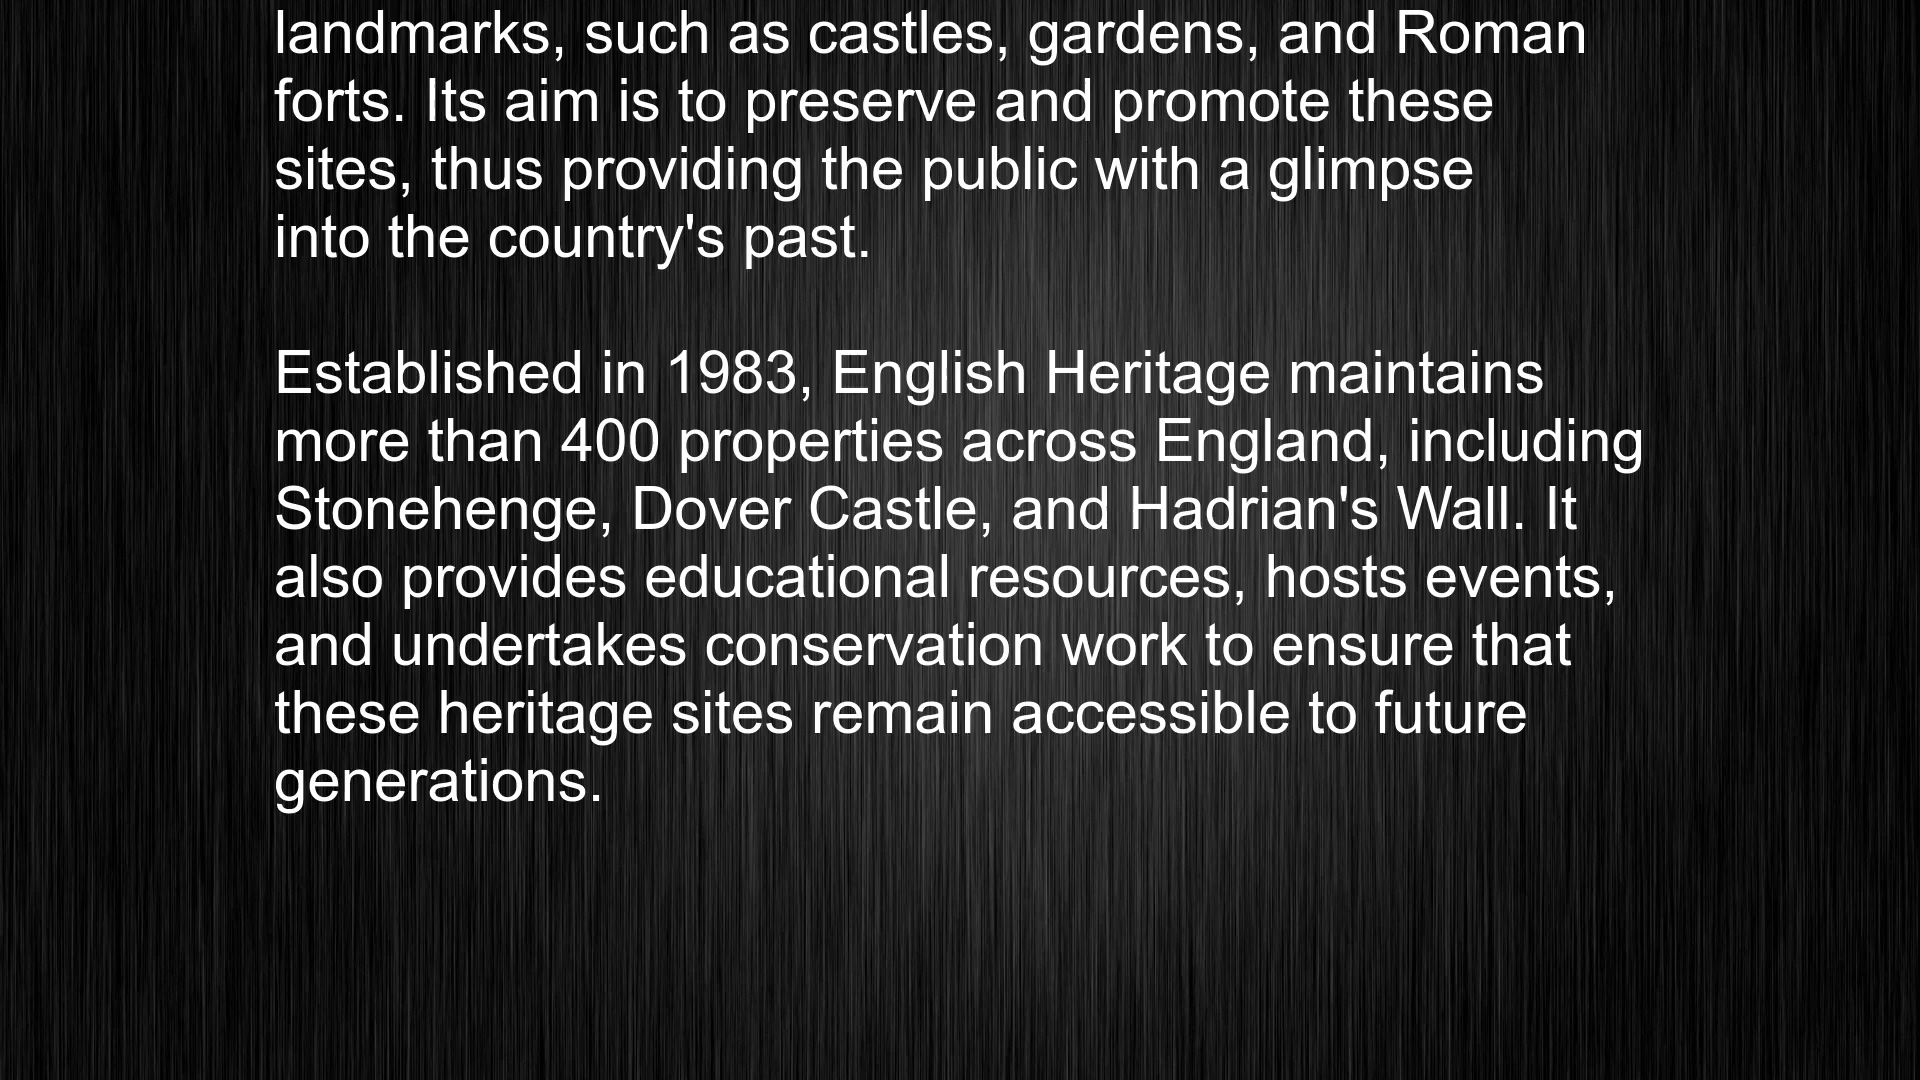 landmarks, such as castles, gardens, and Roman
forts. Its aim is to preserve and promote these
sites, thus providing the public with a glimpse
into the country's past.
Established in 1983, English Heritage maintains
more than 400 properties across England, including
Stonehenge, Dover Castle, and Hadrian's Wall. It
also provides educational resources, hosts events,
and undertakes conservation work to ensure that
these heritage sites remain accessible to future
generations.